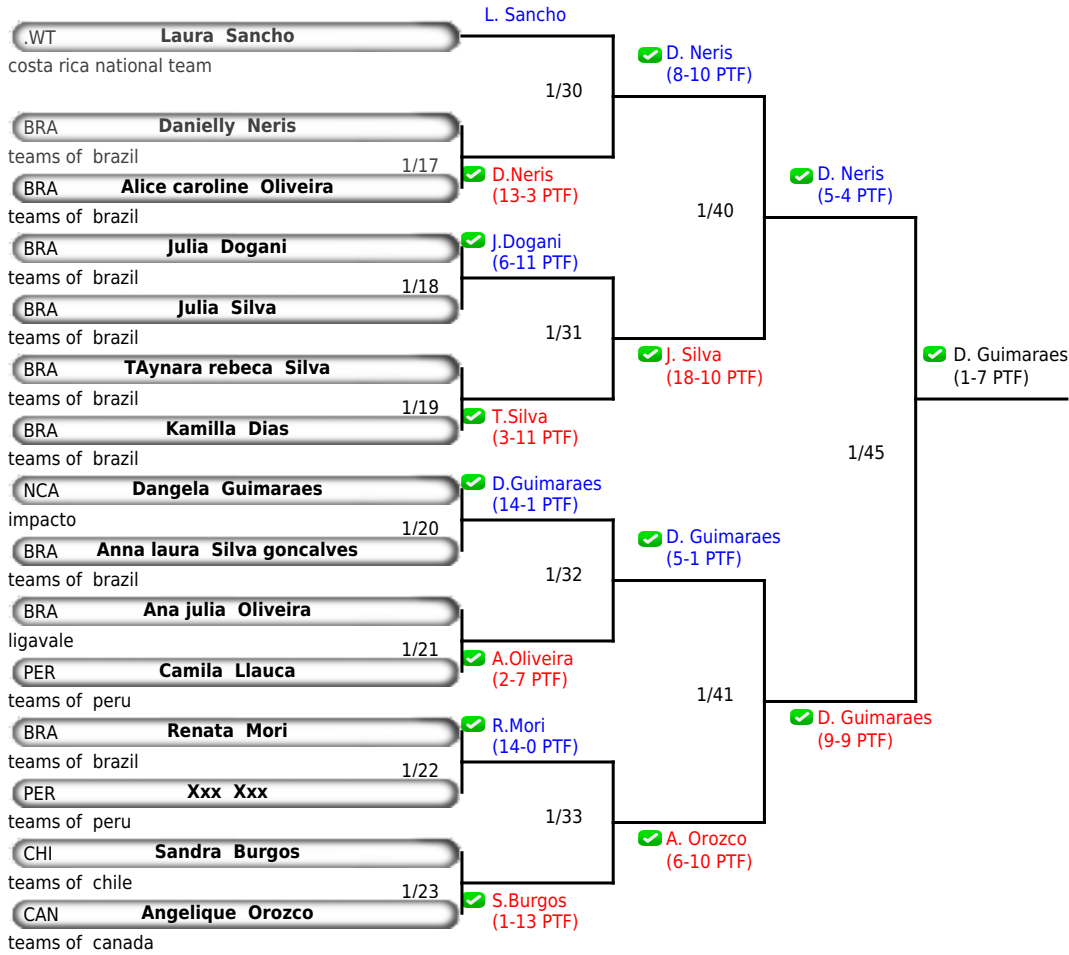 L. Sancho
.WT Laura Sancho
costa rica national team
1/30
D. Neris
(8-10 PTF)
BRA Danielly Neris
teams of brazil
1/17
D.Neris
(13-3 PTF)
BRA Alice caroline Oliveira
teams of brazil
1/40
D. Neris
(5-4 PTF)
BRA Julia Dogani
teams of brazil
1/18
J.Dogani
(6-11 PTF)
BRA Julia Silva
teams of brazil
1/31
J. Silva
(18-10 PTF)
BRA TAynara rebeca Silva
teams of brazil
1/19
T.Silva
(3-11 PTF)
BRA Kamilla Dias
teams of brazil
1/45
D. Guimaraes
(1-7 PTF)
NCA Dangela Guimaraes
impacto
1/20
D.Guimaraes
(14-1 PTF)
BRA Anna laura Silva goncalves
teams of brazil
1/32
D. Guimaraes
(5-1 PTF)
BRA Ana julia Oliveira
ligavale
1/21
A.Oliveira
(2-7 PTF)
PER Camila Llauca
teams of peru
1/41
D. Guimaraes
(9-9 PTF)
BRA Renata Mori
teams of brazil
1/22
R.Mori
(14-0 PTF)
PER Xxx Xxx
teams of peru
1/33
A. Orozco
(6-10 PTF)
CHI Sandra Burgos
teams of chile
1/23
S.Burgos
(1-13 PTF)
CAN Angelique Orozco
teams of canada